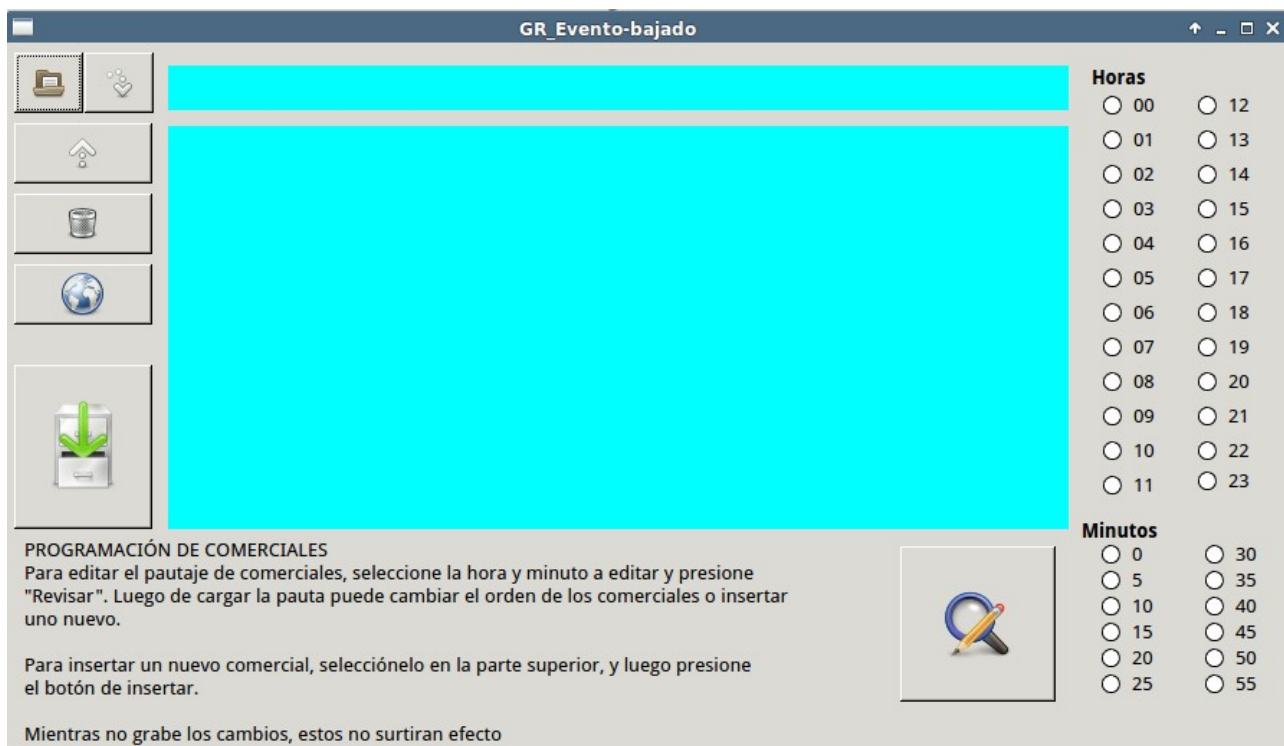 GR_Evento-bajado
Horas
00 12
01 13
02 14
03 15
04 16
05 17
06 18
07 19
08 20
09 21
10 22
11 23
Minutos
0 30
5 35
10 40
15 45
20 50
25 55
PROGRAMACIÓN DE COMERCIALES
Para editar el pautaje de comerciales, seleccione la hora y minuto a editar y presione
"Revisar". Luego de cargar la pauta puede cambiar el orden de los comerciales o insertar
uno nuevo.
Para insertar un nuevo comercial, selecciónelo en la parte superior, y luego presione
el botón de insertar.
Mientras no grabe los cambios, estos no surtiran efecto